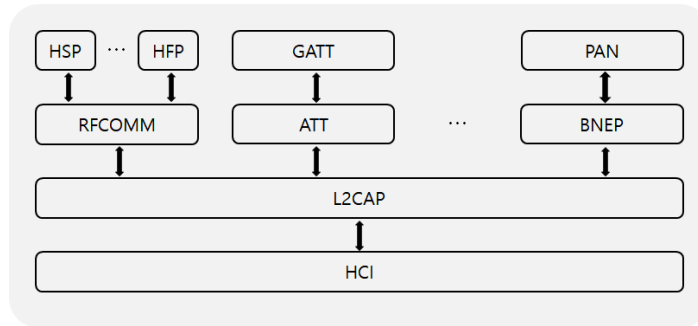 HSP ... HFP GATT PAN
RFCOMM ATT ... BNEP
L2CAP
HCI